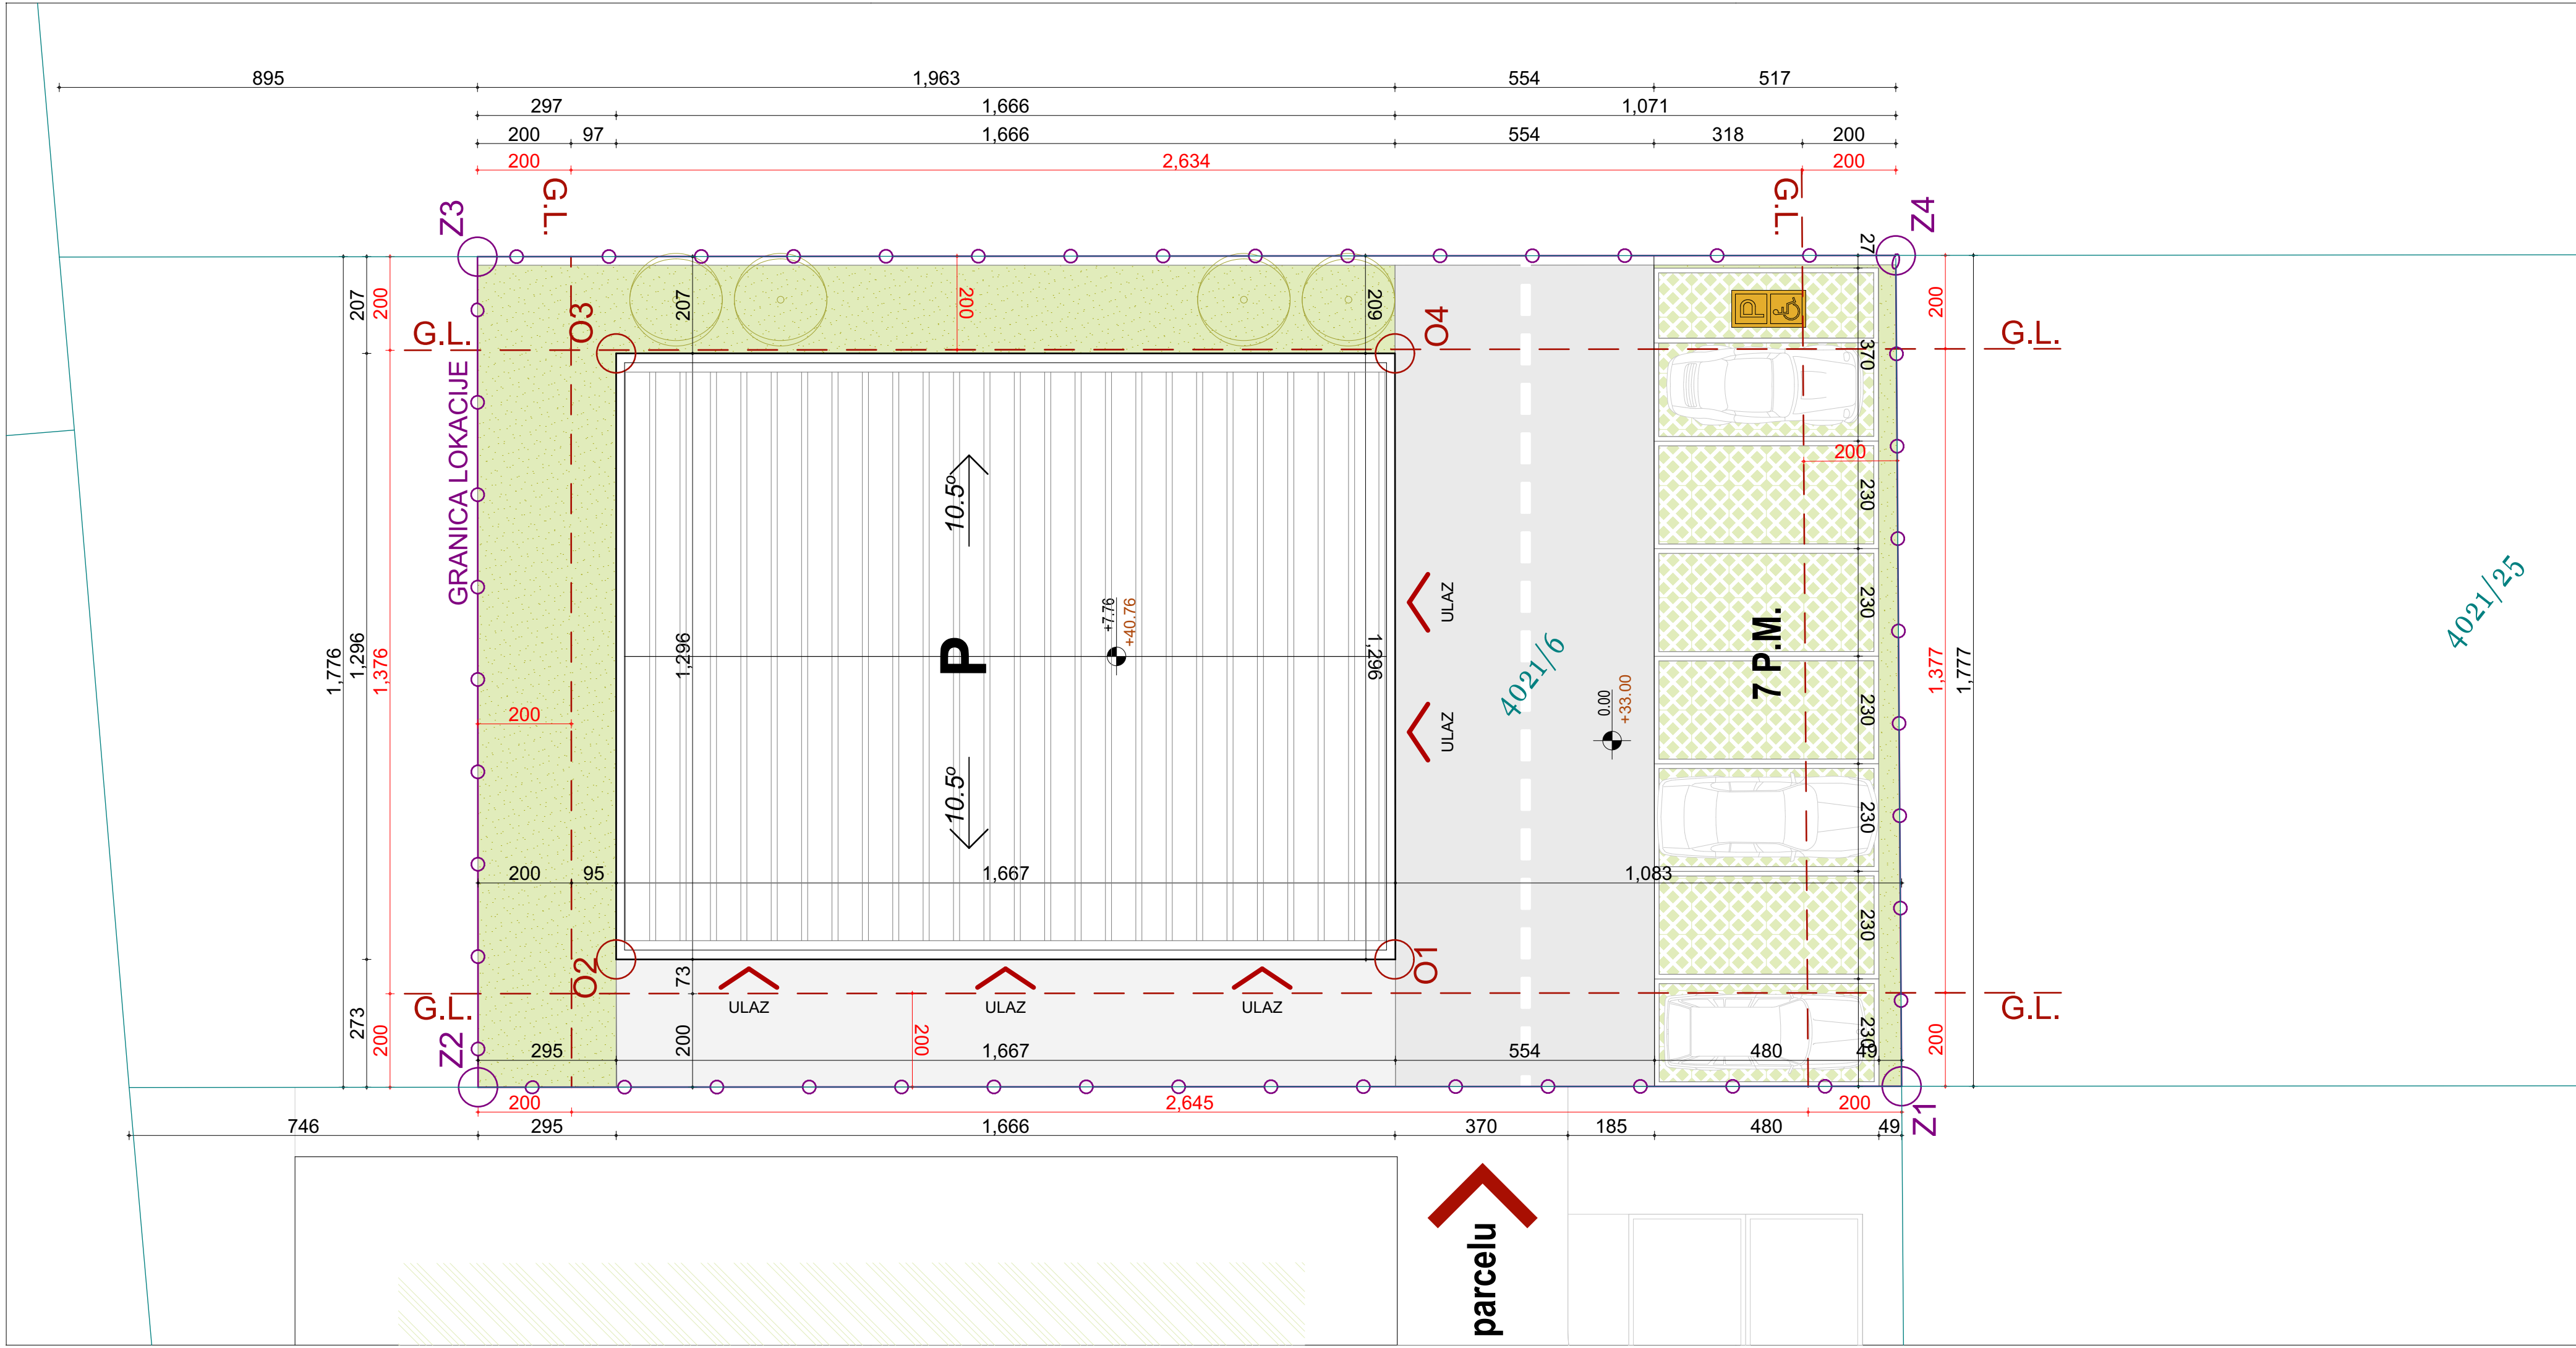 895 1,963 554 517
297 1,666 1,071
200 97 1,666 554 318 200
200 2,634 200
G.L. G.L.
Z3 Z4
27
207 200 207 200 209 200
O3 O4
P
G.L. G.L.
370
GRANICA LOKACIJE
200
10.5°
230
ULAZ
+7.76
+40.76
230
4021/25
1,776 1,296 1,376 1,296 P 1,296 4021/6 7 P.M. 1,377 1,777
0.00
+33.00
200
ULAZ
230
10.5°
230
200 95 1,667 1,083
230
O2 73 O1
G.L. ULAZ ULAZ ULAZ G.L.
273 200 200 200 230 200
Z2 295 1,667 554 480 49
200 2,645 200
746 295 1,666 370 185 480 49
Z1
parcelu